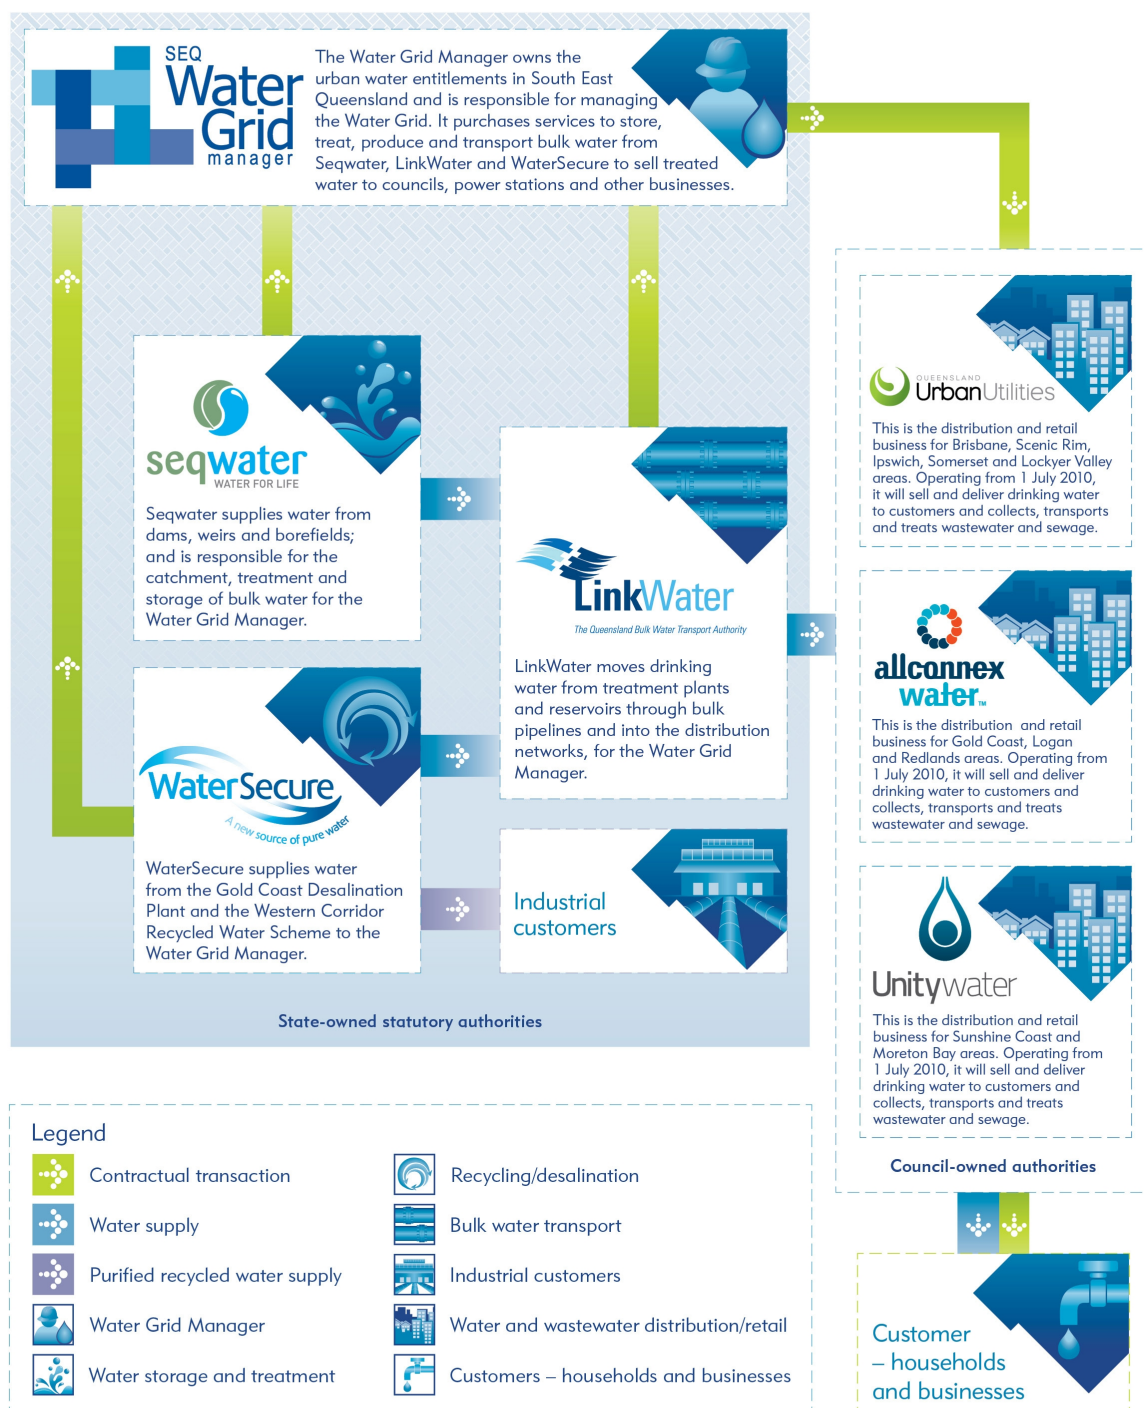 SEQ
Water
Grid
manager
The Water Grid Manager owns the
urban water entitlements in South East
Queensland and is responsible for managing
the Water Grid. It purchases services to store,
treat, produce and transport bulk water from
Seqwater, LinkWater and WaterSecure to sell treated
water to councils, power stations and other businesses.
seqwater
WATER FOR LIFE
Seqwater supplies water from
dams, weirs and borefields;
and is responsible for the
catchment, treatment and
storage of bulk water for the
Water Grid Manager.
WaterSecure
A new source of pure water
WaterSecure supplies water
from the Gold Coast Desalination
Plant and the Western Corridor
Recycled Water Scheme to the
Water Grid Manager.
LinkWater
The Queensland Bulk Water Transport Authority
LinkWater moves drinking
water from treatment plants
and reservoirs through bulk
pipelines and into the distribution
networks, for the Water Grid
Manager.
Industrial
customers
State-owned statutory authorities
QUEENSLAND
UrbanUtilities
This is the distribution and retail
business for Brisbane, Scenic Rim,
Ipswich, Somerset and Lockyer Valley
areas. Operating from 1 July 2010,
it will sell and deliver drinking water
to customers and collects, transports
and treats wastewater and sewage.
allconnex
water™
This is the distribution and retail
business for Gold Coast, Logan
and Redlands areas. Operating from
1 July 2010, it will sell and deliver
drinking water to customers and
collects, transports and treats
wastewater and sewage.
Unitywater
This is the distribution and retail
business for Sunshine Coast and
Moreton Bay areas. Operating from
1 July 2010, it will sell and deliver
drinking water to customers and
collects, transports and treats
wastewater and sewage.
Council-owned authorities
Customer
– households
and businesses
Legend
Contractual transaction
Water supply
Purified recycled water supply
Water Grid Manager
Water storage and treatment
Recycling/desalination
Bulk water transport
Industrial customers
Water and wastewater distribution/retail
Customers – households and businesses